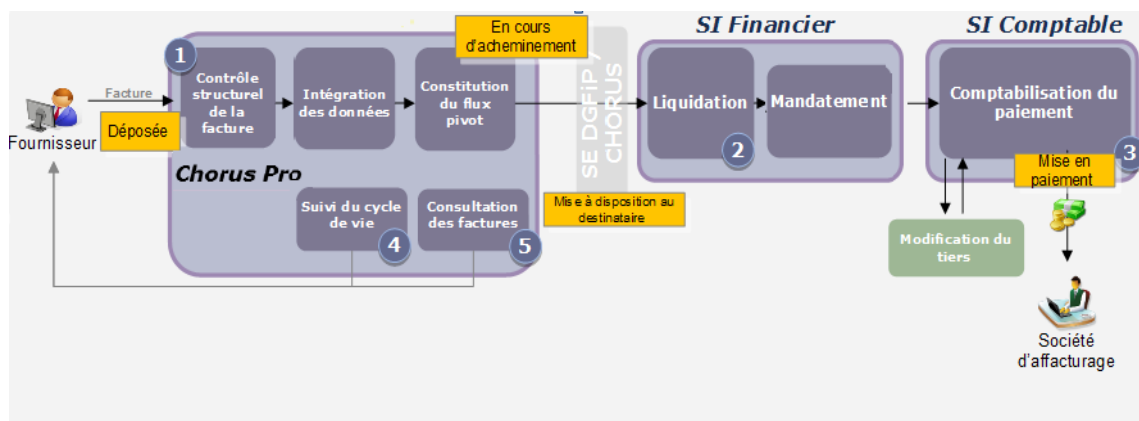 En cours
d'acheminement
SI Financier
SI Comptable
1
Contrôle
structurel
de la
facture
Intégration
des données
Constitution
du flux
pivot
SE DGFiP /
CHORUS
Liquidation
Mandatement
Comptabilisation du
paiement
Facture
Déposée
Fournisseur
2
3
Mise en
paiement
Chorus Pro
Suivi du cycle
de vie
4
Consultation
des factures
5
Mise à disposition au
destinataire
Modification du
tiers
Société
d'affacturage